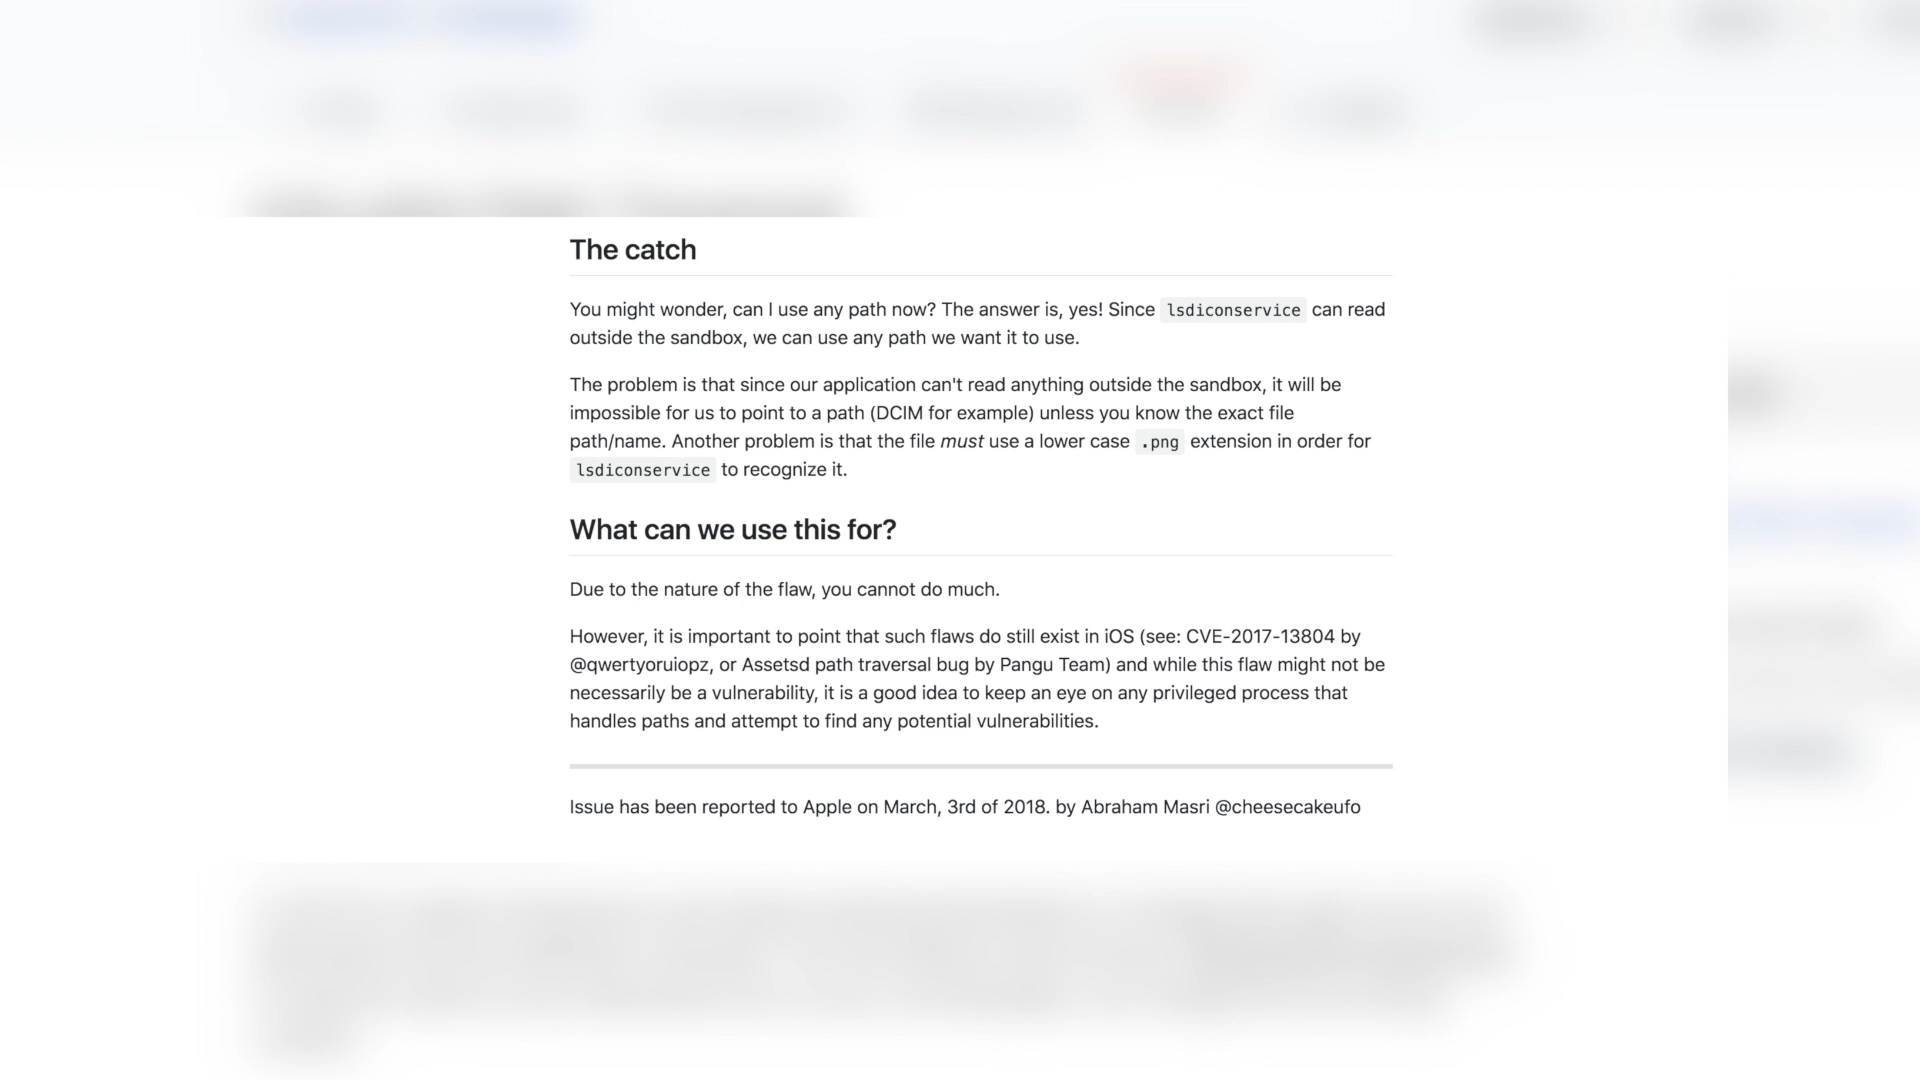 The catch
You might wonder, can I use any path now? The answer is, yes! Since lsdiconservice can read
outside the sandbox, we can use any path we want it to use.
The problem is that since our application can't read anything outside the sandbox, it will be
impossible for us to point to a path (DCIM for example) unless you know the exact file
path/name. Another problem is that the file must use a lower case .png extension in order for
lsdiconservice to recognize it.
What can we use this for?
Due to the nature of the flaw, you cannot do much.
However, it is important to point that such flaws do still exist in iOS (see: CVE-2017-13804 by
@qwertyoruiopz, or Assetsd path traversal bug by Pangu Team) and while this flaw might not be
necessarily be a vulnerability, it is a good idea to keep an eye on any privileged process that
handles paths and attempt to find any potential vulnerabilities.
Issue has been reported to Apple on March, 3rd of 2018. by Abraham Masri @cheesecakeufo